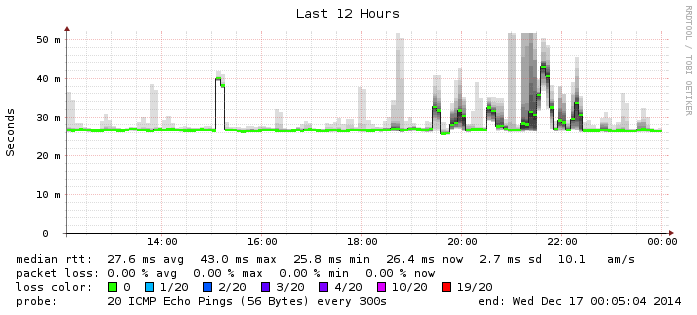 Last 12 Hours
RRDTOOL / TOBI OETIKER
Seconds
50 m
40 m
30 m
20 m
10 m
0
14:00 16:00 18:00 20:00 22:00 00:00
median rtt: 27.6 ms avg 43.0 ms max 25.8 ms min 26.4 ms now 2.7 ms sd 10.1 am/s
packet loss: 0.00 % avg 0.00 % max 0.00 % min 0.00 % now
loss color: 0 1/20 2/20 3/20 4/20 10/20 19/20
probe: 20 ICMP Echo Pings (56 Bytes) every 300s end: Wed Dec 17 00:05:04 2014